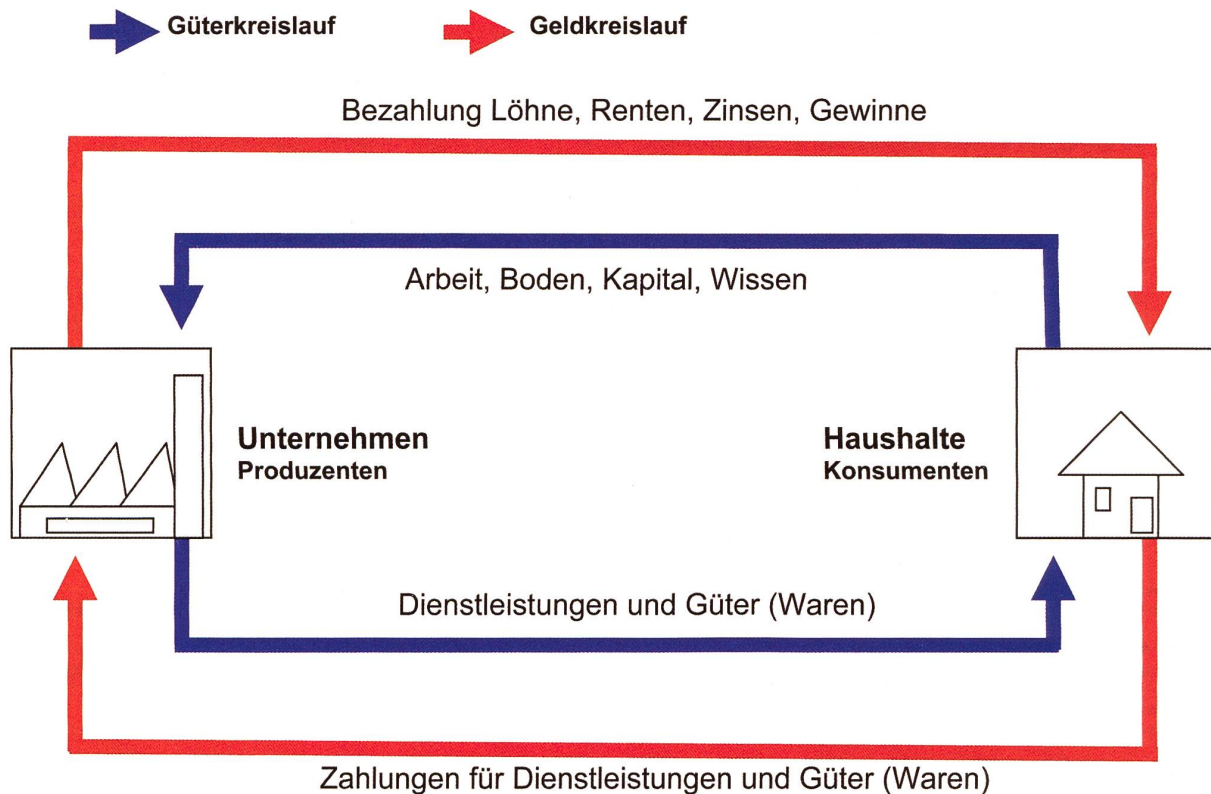 Güterkreislauf
Geldkreislauf
Bezahlung Löhne, Renten, Zinsen, Gewinne
Arbeit, Boden, Kapital, Wissen
Unternehmen
Produzenten
Haushalte
Konsumenten
Dienstleistungen und Güter (Waren)
Zahlungen für Dienstleistungen und Güter (Waren)